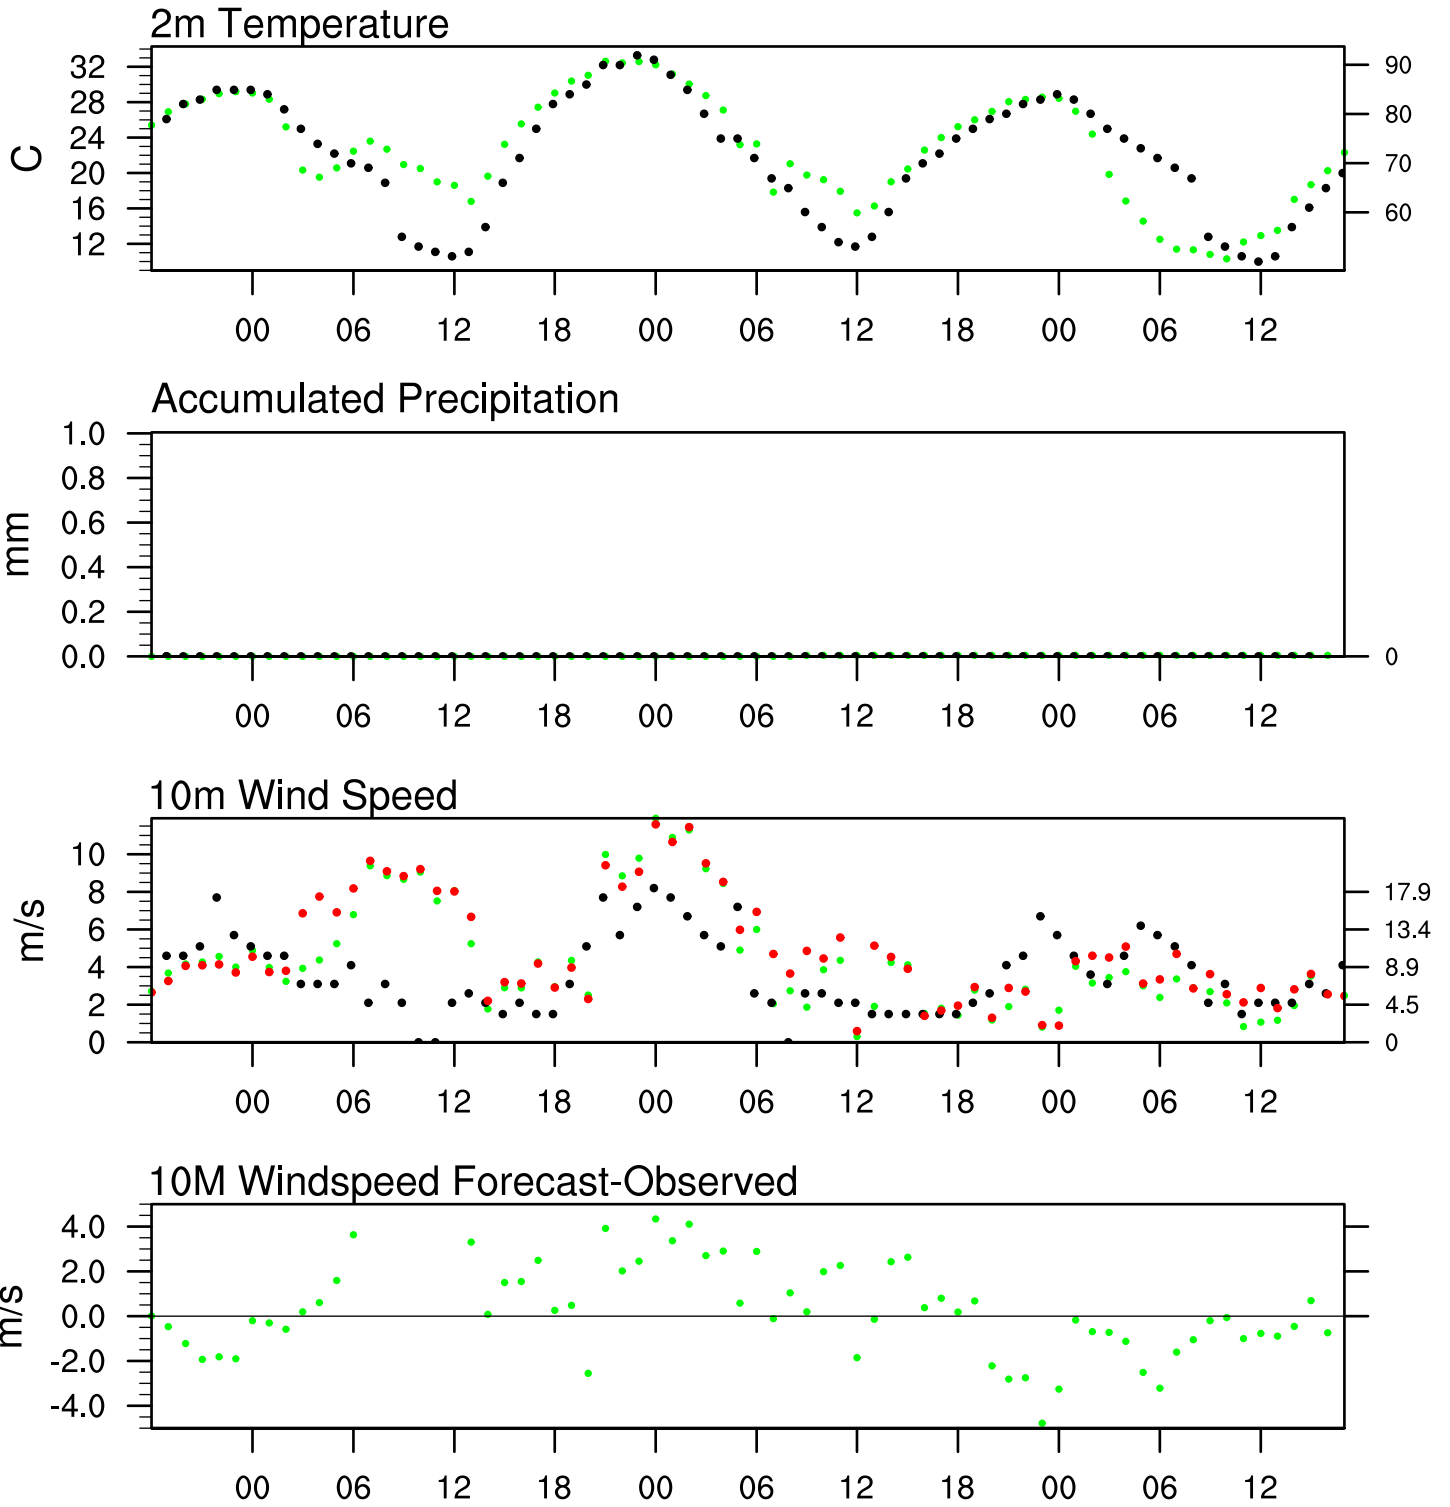 2m Temperature
32
28
24
20
16
12
C
90
80
70
60
00 06 12 18 00 06 12 18 00 06 12
Accumulated Precipitation
1.0
0.8
0.6
0.4
0.2
0.0
mm
0
00 06 12 18 00 06 12 18 00 06 12
10m Wind Speed
10
8
6
4
2
0
m/s
17.9
13.4
8.9
4.5
0
00 06 12 18 00 06 12 18 00 06 12
10M Windspeed Forecast-Observed
4.0
2.0
0.0
-2.0
-4.0
m/s
00 06 12 18 00 06 12 18 00 06 12